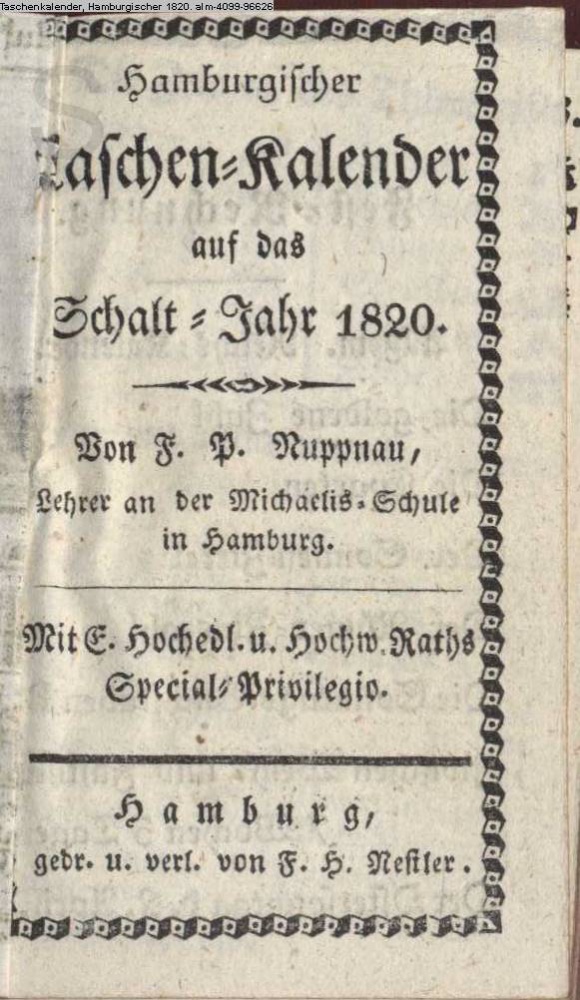 Taschenkalender, Hamburgischer 1820. alm-4099-96626
Hamburgiſcher
Taſchen-Kalender
auf das
Schalt-Jahr 1820.
Von F. P. Nuppnau,
Lehrer an der Michaelis-Schule
in Hamburg.
Mit E. Hochedl. u. Hochw. Raths
Special-Privilegio.
Hamburg,
gedr. u. verl. von F. H. Neſtler.